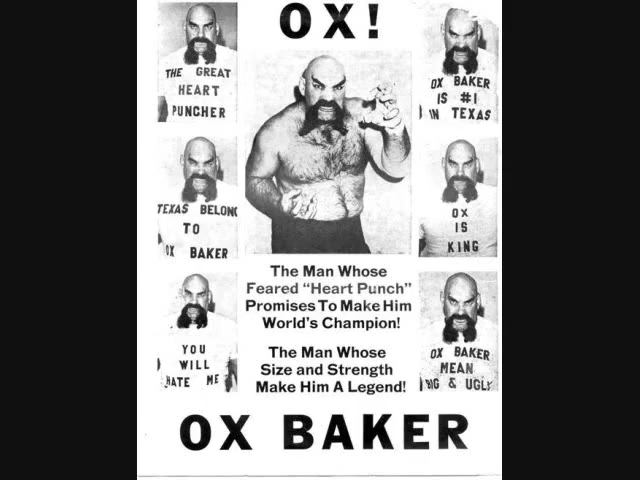 OX!
THE GREAT
HEART
PUNCHER
OX BAKER
IS #1
IN TEXAS
TEXAS BELONG
TO
OX BAKER
OX
IS
KING
The Man Whose
Feared "Heart Punch"
Promises To Make Him
World's Champion!
YOU
WILL
HATE ME
The Man Whose
Size and Strength
Make Him A Legend!
OX BAKER
MEAN
BIG & UGLY
OX BAKER